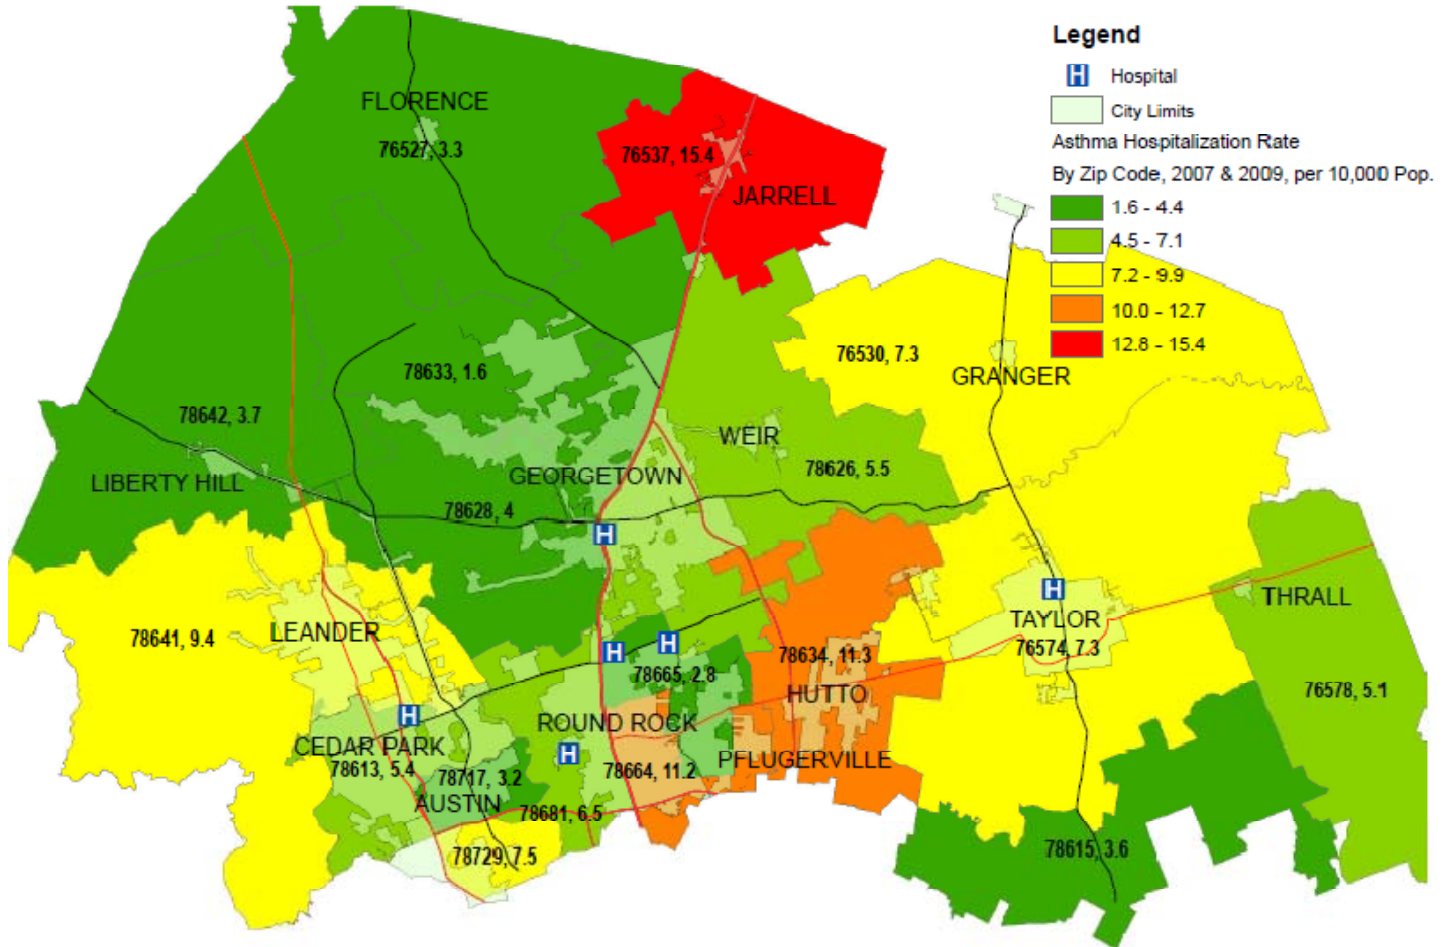 Legend
H Hospital
City Limits
Asthma Hospitalization Rate
By Zip Code, 2007 & 2009, per 10,000 Pop.
1.6 - 4.4
4.5 - 7.1
7.2 - 9.9
10.0 - 12.7
12.8 - 15.4
FLORENCE
76527, 3.3
76537, 15.4
JARRELL
76530, 7.3
GRANGER
78633, 1.6
78642, 3.7
WEIR
78626, 5.5
GEORGETOWN
LIBERTY HILL
78628, 4
H
H
THRALL
TAYLOR
76574, 7.3
LEANDER
78641, 9.4
H
H
78634, 11.3
78665, 2.8
76578, 5.1
HUTTO
H
ROUND ROCK
CEDAR PARK
H
PFLUGERVILLE
78613, 5.4
78717, 3.2
78664, 11.2
AUSTIN
78681, 6.5
78729, 7.5
78615, 3.6